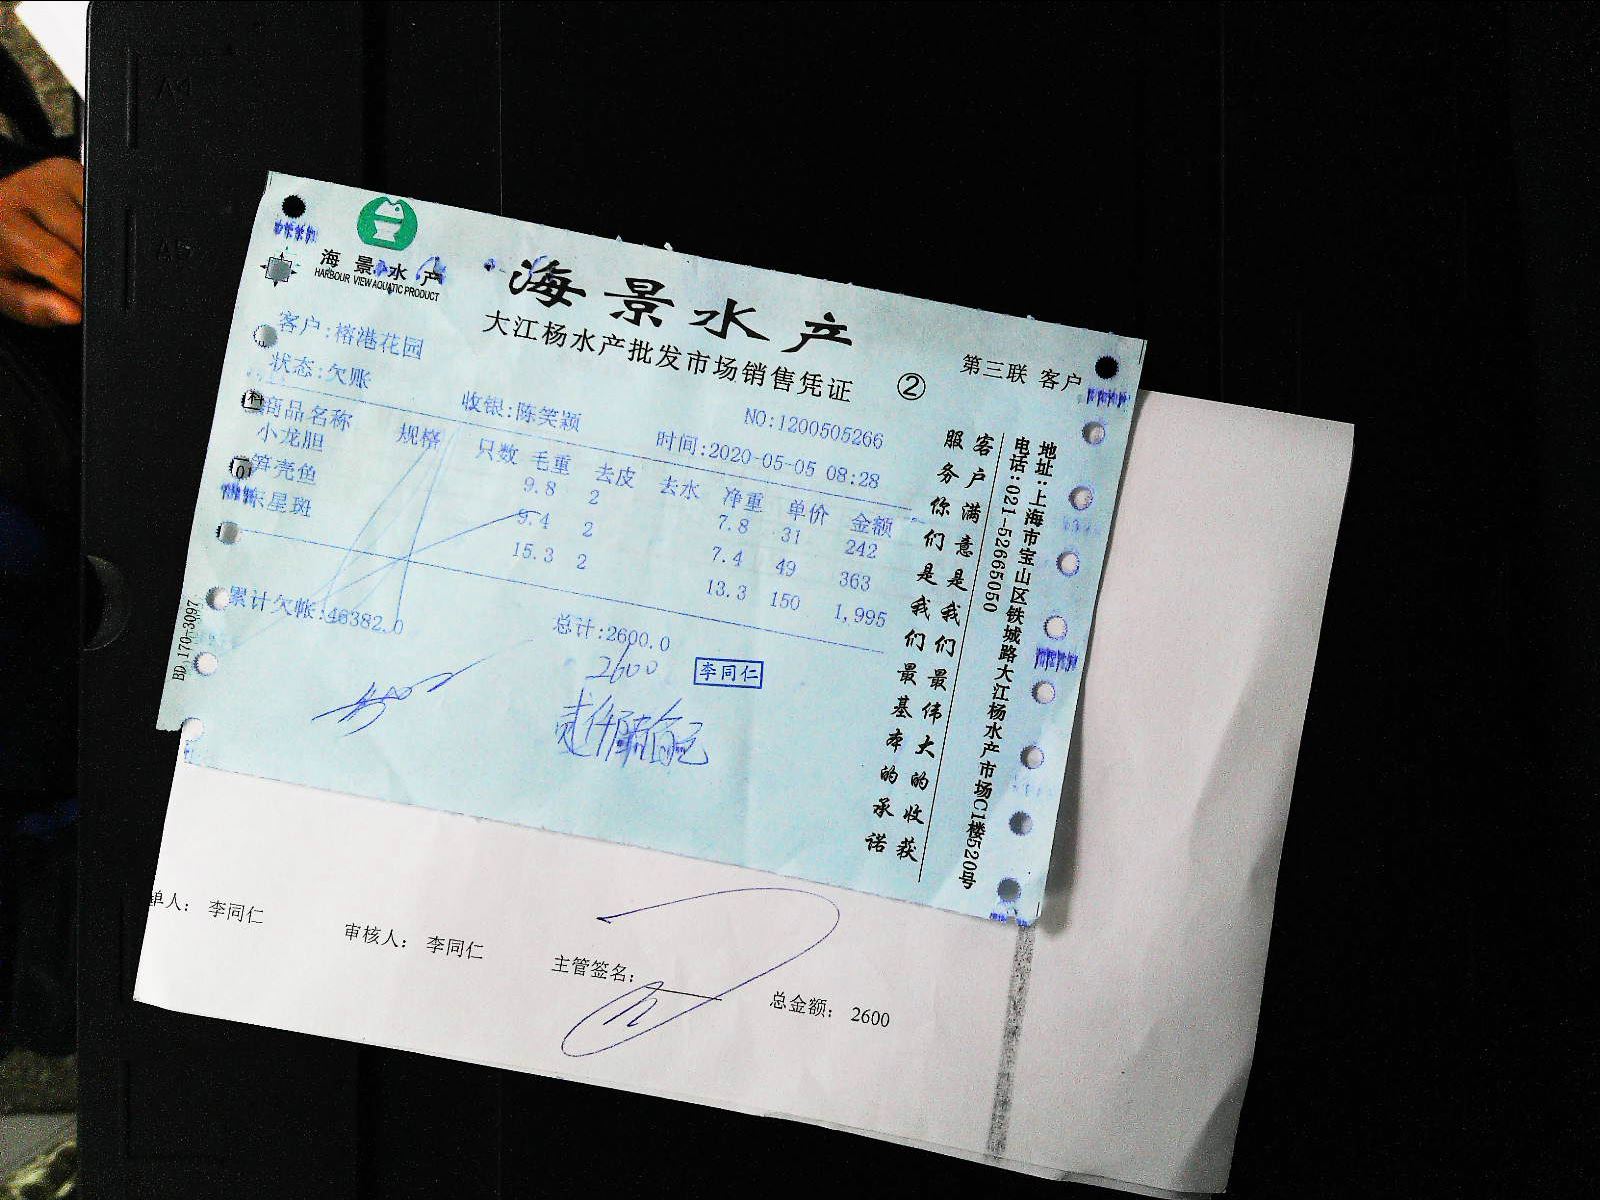 海景水产
HARBOUR VIEW AQUATIC PRODUCT
海景水产
大江杨水产批发市场销售凭证 ② 第三联 客户
客户:榕港花园
状态:欠账 收银:陈笑颖 NO:1200505266
时间:2020-05-05 08:28
商品名称 规格 只数 毛重 去皮 去水 净重 单价 金额
小龙胆 9.8 2 7.8 31 242
笋壳鱼 9.4 2 7.4 49 363
东星斑 15.3 2 13.3 150 1,995
累计欠帐:46382.0 总计:2600.0
2600
李同仁
客户满意是我们最伟大的收获
服务你们是我们最基本的承诺
地址:上海市宝山区铁城路大江杨水产市场C1楼520号
电话:021-52665050
BD 170-3097
单人: 李同仁 审核人: 李同仁 主管签名: 总金额: 2600